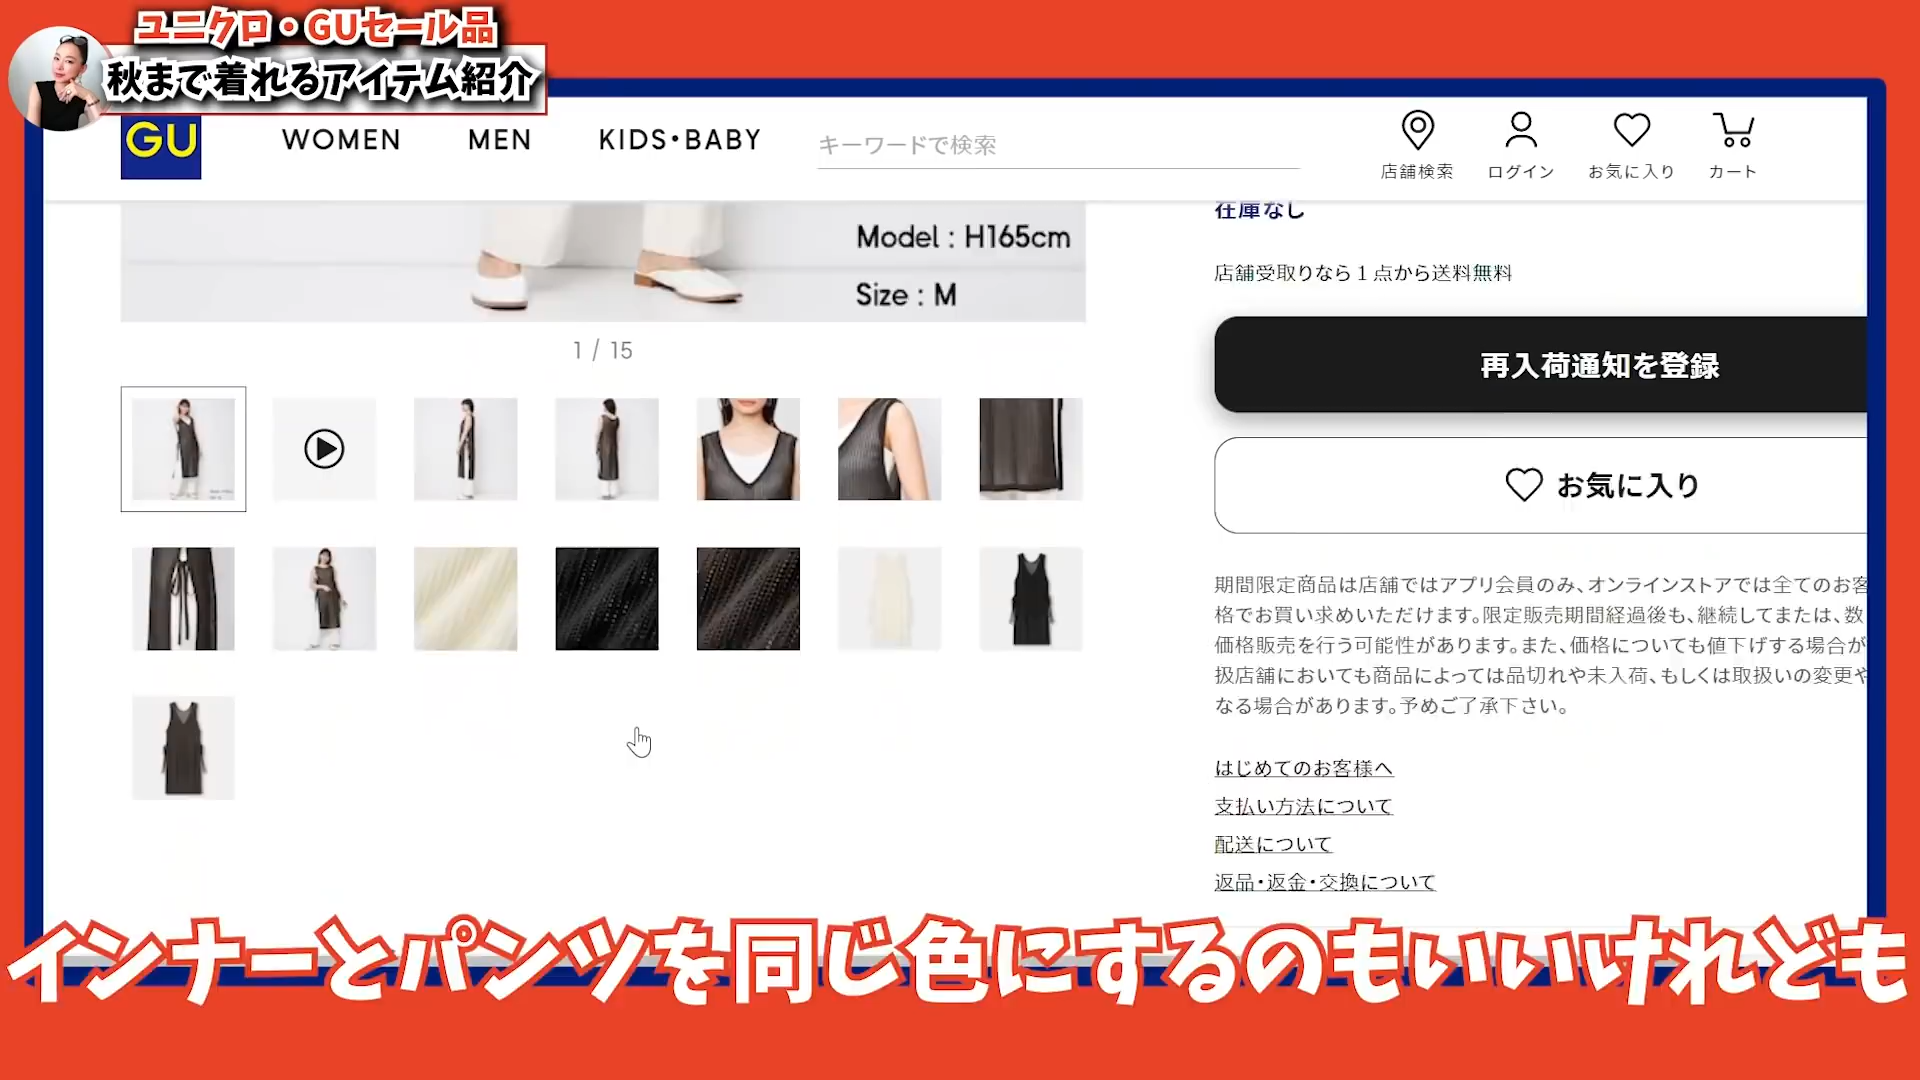 ユニクロ・GUセール品
秋まで着れるアイテム紹介
GU
WOMEN
MEN
KIDS・BABY
キーワードで検索
店舗検索
ログイン
お気に入り
カート
Model : H165cm
Size : M
1 / 15
在庫なし
店舗受取りなら1点から送料無料
再入荷通知を登録
お気に入り
期間限定商品は店舗ではアプリ会員のみ、オンラインストアでは全てのお客
格でお買い求めいただけます。限定販売期間経過後も、継続してまたは、数
価格販売を行う可能性があります。また、価格についても値下げする場合が
扱店舗においても商品によっては品切れや未入荷、もしくは取扱いの変更や
なる場合があります。予めご了承下さい。
はじめてのお客様へ
支払い方法について
配送について
返品・返金・交換について
インナーとパンツを同じ色にするのもいいけれども